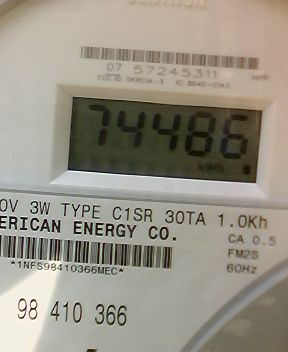 07 57245311
74486
kWh
0V 3W TYPE C1SR 30TA 1.0Kh
ERICAN ENERGY CO.
CA 0.5
FM2S
*1NFS98410366MEC*
60Hz
98 410 366